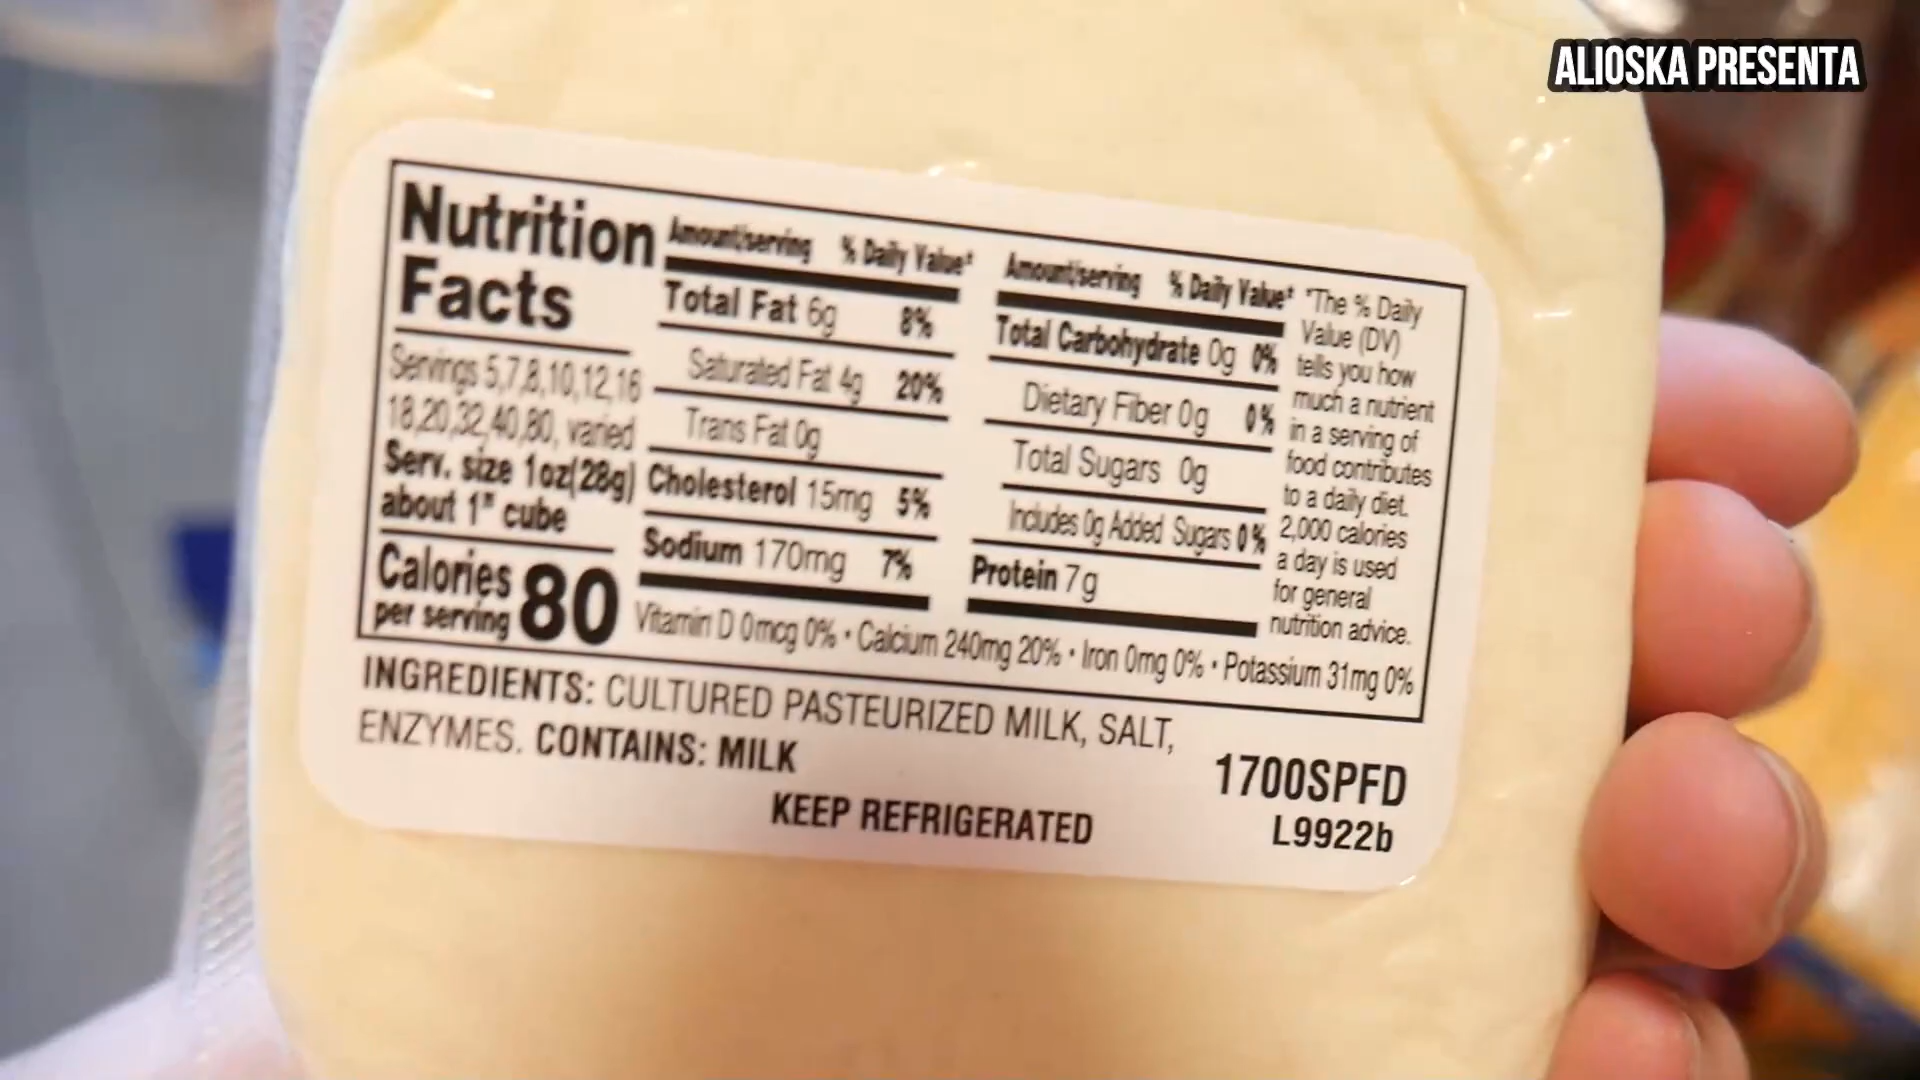 ALIOSKA PRESENTA
Nutrition
Facts
Servings 5,7,8,10,12,16
18,20,32,40,80, varied
Serv. size 1oz(28g)
about 1" cube
Calories
per serving 80
Amount/serving % Daily Value*
Total Fat 6g 8%
Saturated Fat 4g 20%
Trans Fat 0g
Cholesterol 15mg 5%
Sodium 170mg 7%
Amount/serving % Daily Value*
Total Carbohydrate 0g 0%
Dietary Fiber 0g 0%
Total Sugars 0g
Includes 0g Added Sugars 0%
Protein 7g
Vitamin D 0mcg 0% • Calcium 240mg 20% • Iron 0mg 0% • Potassium 31mg 0%
*The % Daily
Value (DV)
tells you how
much a nutrient
in a serving of
food contributes
to a daily diet.
2,000 calories
a day is used
for general
nutrition advice.
INGREDIENTS: CULTURED PASTEURIZED MILK, SALT,
ENZYMES. CONTAINS: MILK
KEEP REFRIGERATED
1700SPFD
L9922b